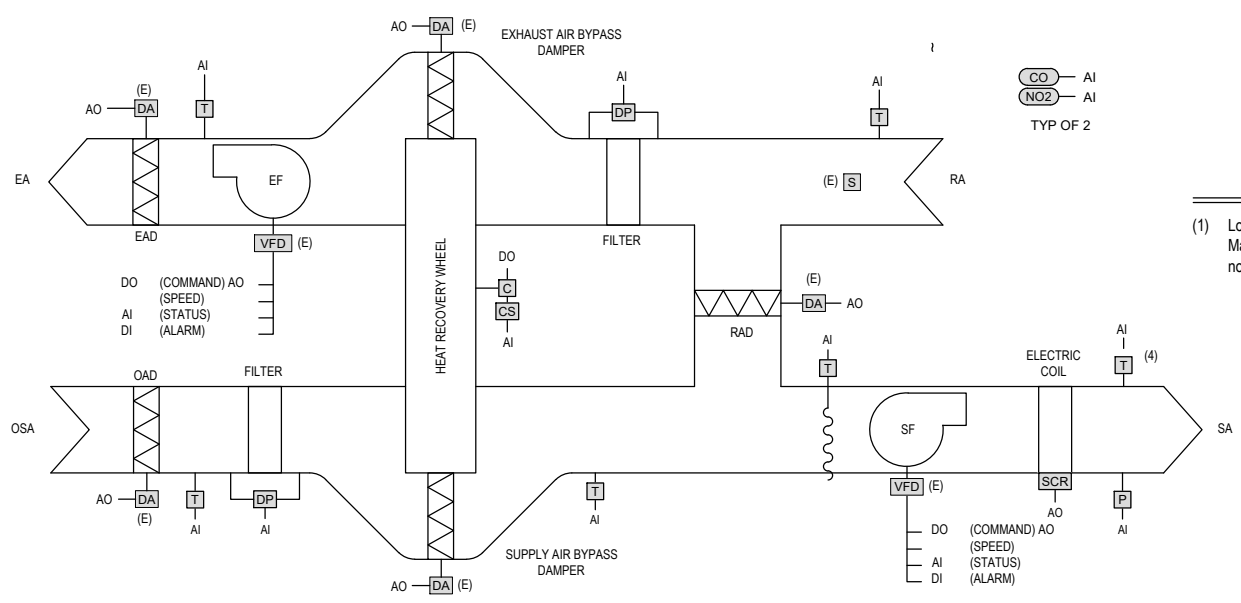 AO DA (E)
EXHAUST AIR BYPASS
DAMPER
~
CO AI
NO2 AI
TYP OF 2
AI
T
(E)
AO DA
AI
DP
AI
T
EA
EF
(E) S
RA
EAD
VFD (E)
FILTER
DO (COMMAND) AO
(SPEED)
AI (STATUS)
DI (ALARM)
HEAT RECOVERY WHEEL
DO
C
CS
AI
(E)
DA AO
RAD
(1) Lo
Ma
no
OAD
FILTER
AI
T
ELECTRIC
COIL
AI
T (4)
OSA
SF
SA
AO DA
(E)
T
AI
DP
AI
T
AI
VFD (E)
SCR
AO
P
AI
DO (COMMAND) AO
(SPEED)
AI (STATUS)
DI (ALARM)
SUPPLY AIR BYPASS
DAMPER
AO DA (E)